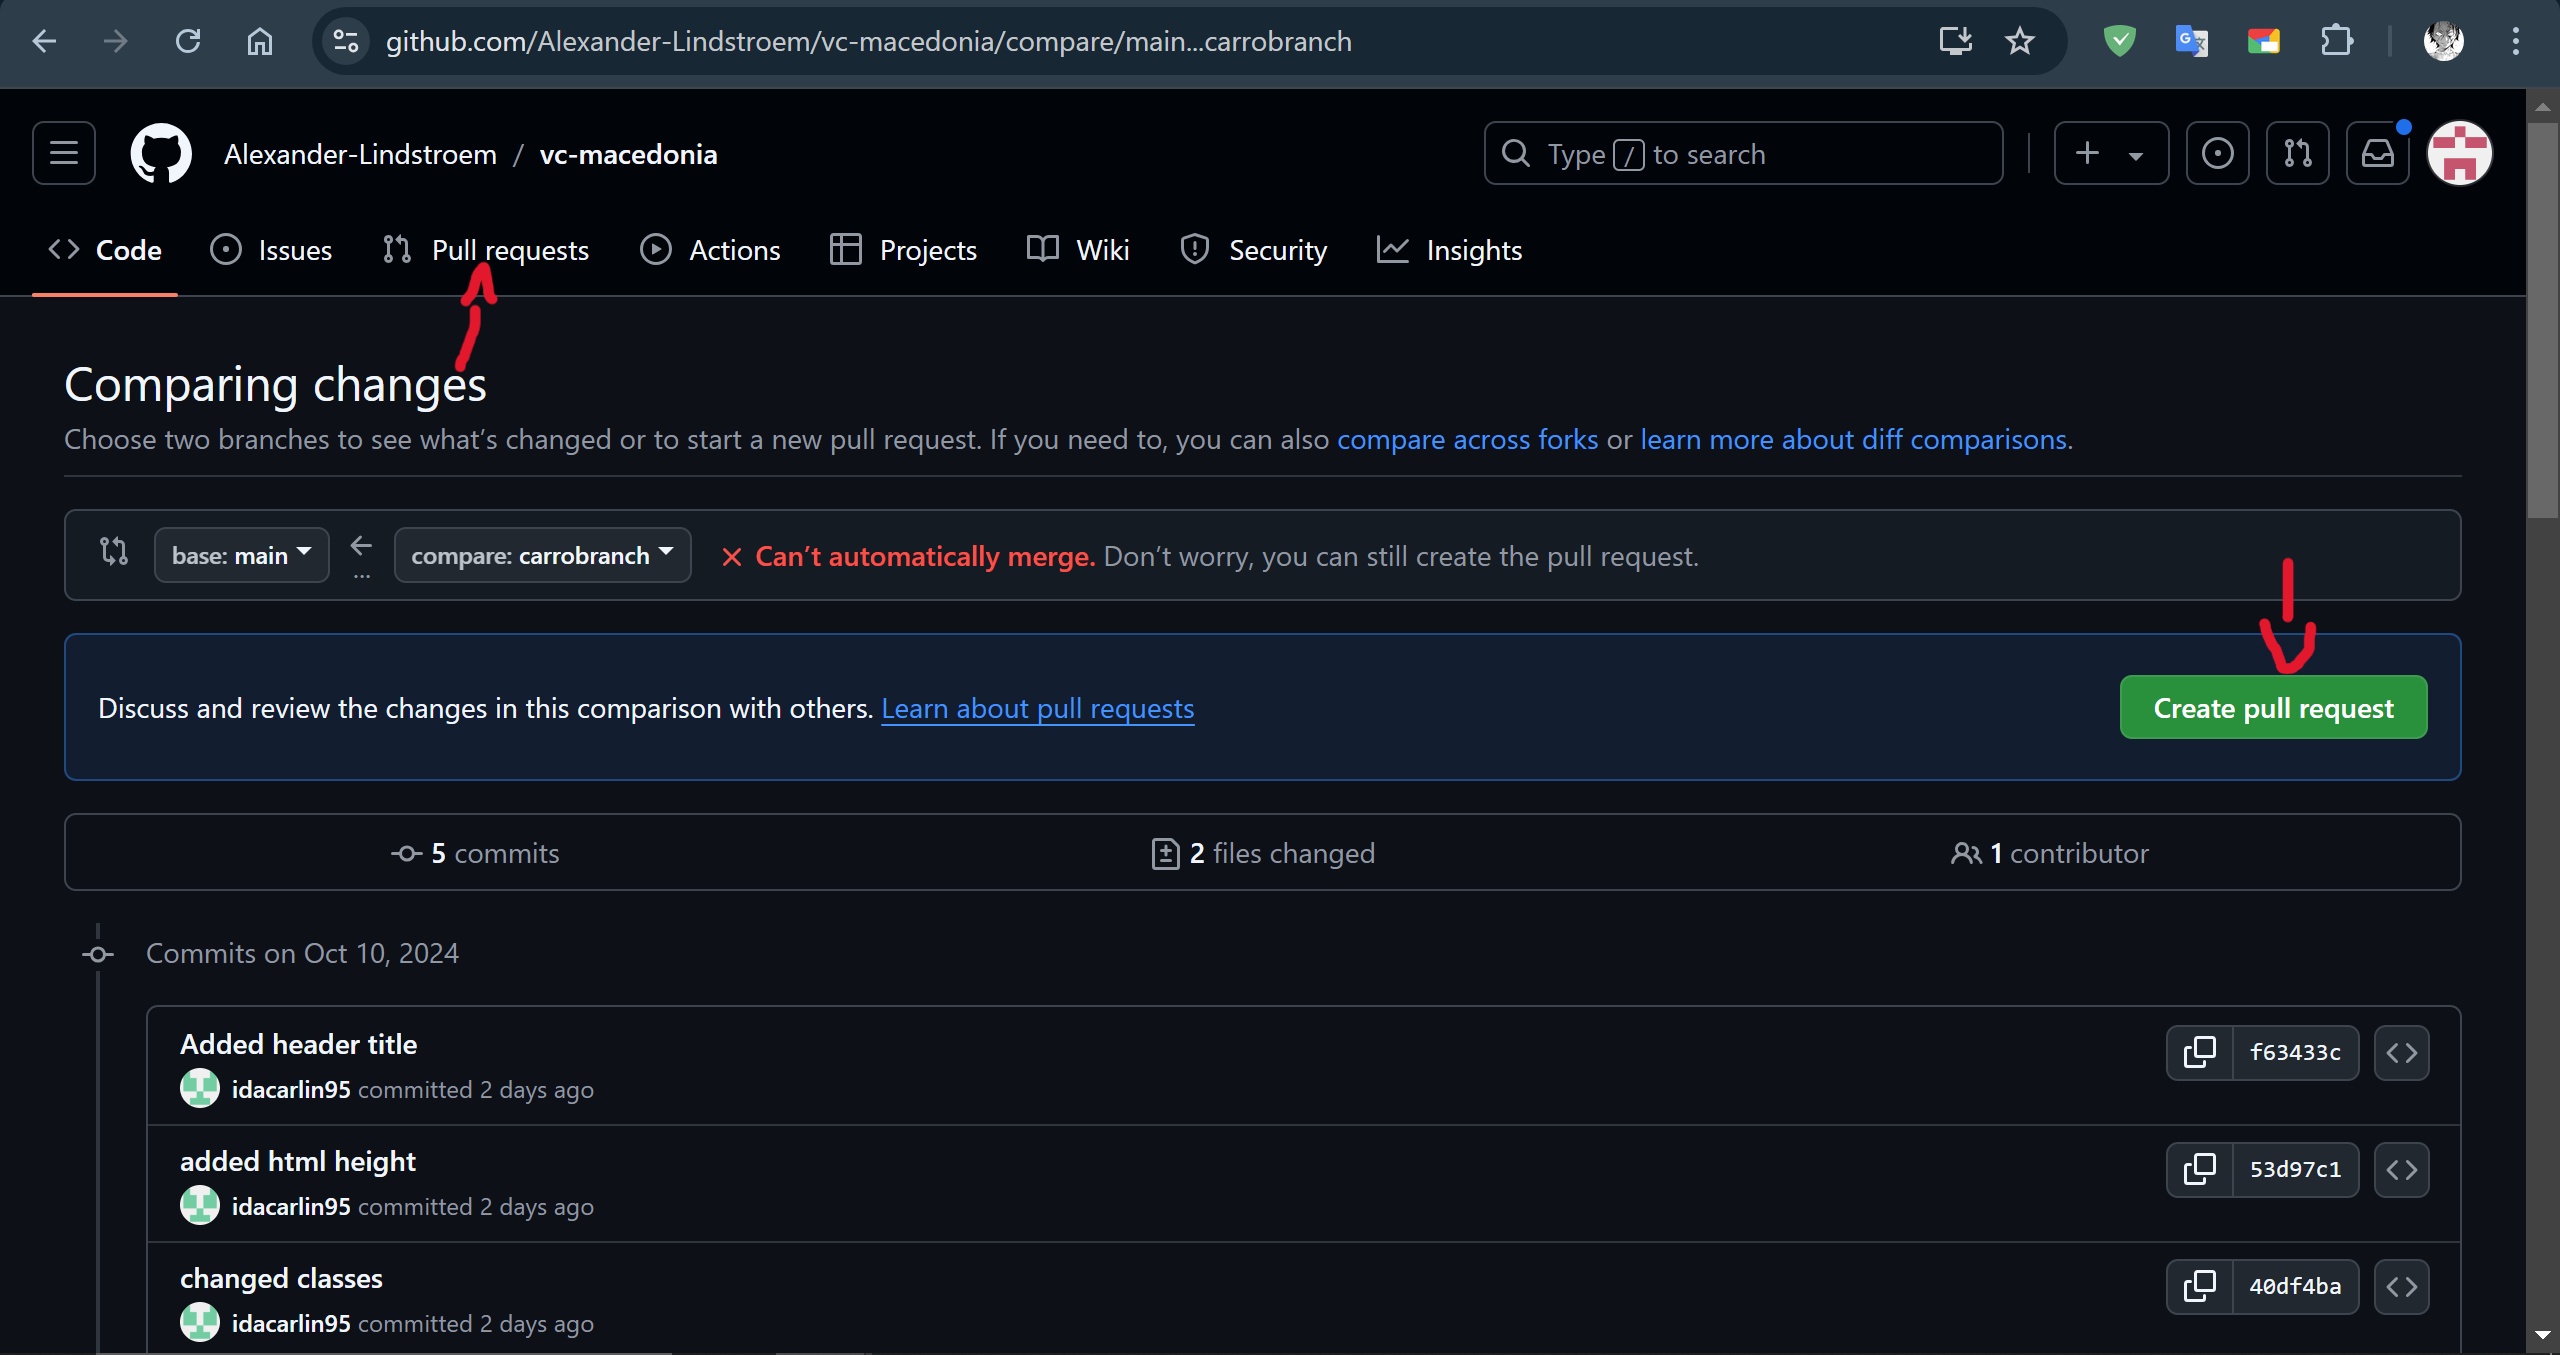 github.com/Alexander-Lindstroem/vc-macedonia/compare/main...carrobranch
Alexander-Lindstroem / vc-macedonia
Type / to search
Code Issues Pull requests Actions Projects Wiki Security Insights
Comparing changes
Choose two branches to see what’s changed or to start a new pull request. If you need to, you can also compare across forks or learn more about diff comparisons.
base: main ... compare: carrobranch Can’t automatically merge. Don’t worry, you can still create the pull request.
Discuss and review the changes in this comparison with others. Learn about pull requests Create pull request
5 commits 2 files changed 1 contributor
Commits on Oct 10, 2024
Added header title
idacarlin95 committed 2 days ago f63433c
added html height
idacarlin95 committed 2 days ago 53d97c1
changed classes
idacarlin95 committed 2 days ago 40df4ba